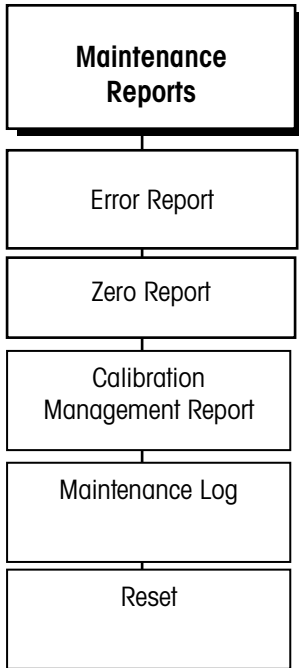 Maintenance
Reports
Error Report
Zero Report
Calibration
Management Report
Maintenance Log
Reset